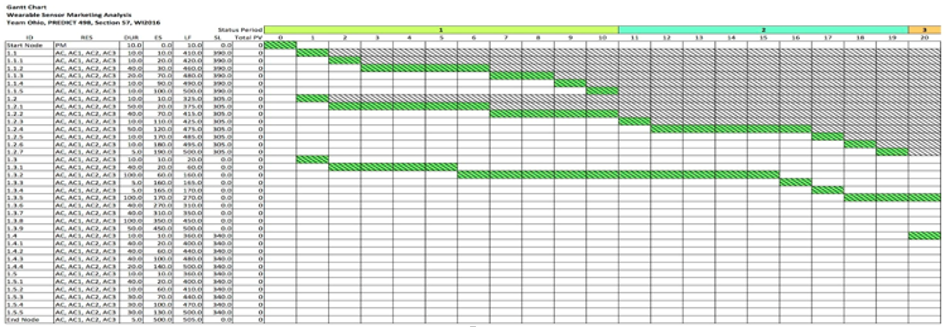 Gantt Chart
Wearable Sensor Marketing Analysis
Team Ohio, PREDICT 498, Section 57, WI2016
Status Period 1 2 3
ID RES DUR ES LF SL Total PV 0 1 2 3 4 5 6 7 8 9 10 11 12 13 14 15 16 17 18 19 20
Start Node PM 10.0 0.0 10.0 0.0 0
1.1 AC, AC1, AC2, AC3 10.0 10.0 410.0 390.0 0
1.1.1 AC, AC1, AC2, AC3 10.0 20.0 420.0 390.0 0
1.1.2 AC, AC1, AC2, AC3 40.0 30.0 460.0 390.0 0
1.1.3 AC, AC1, AC2, AC3 20.0 70.0 480.0 390.0 0
1.1.4 AC, AC1, AC2, AC3 10.0 90.0 490.0 390.0 0
1.1.5 AC, AC1, AC2, AC3 10.0 100.0 500.0 390.0 0
1.2 AC, AC1, AC2, AC3 10.0 10.0 325.0 305.0 0
1.2.1 AC, AC1, AC2, AC3 50.0 20.0 375.0 305.0 0
1.2.2 AC, AC1, AC2, AC3 40.0 70.0 415.0 305.0 0
1.2.3 AC, AC1, AC2, AC3 10.0 110.0 425.0 305.0 0
1.2.4 AC, AC1, AC2, AC3 50.0 120.0 475.0 305.0 0
1.2.5 AC, AC1, AC2, AC3 10.0 170.0 485.0 305.0 0
1.2.6 AC, AC1, AC2, AC3 10.0 180.0 495.0 305.0 0
1.2.7 AC, AC1, AC2, AC3 5.0 190.0 500.0 305.0 0
1.3 AC, AC1, AC2, AC3 10.0 10.0 20.0 0.0 0
1.3.1 AC, AC1, AC2, AC3 40.0 20.0 60.0 0.0 0
1.3.2 AC, AC1, AC2, AC3 100.0 60.0 160.0 0.0 0
1.3.3 AC, AC1, AC2, AC3 5.0 160.0 165.0 0.0 0
1.3.4 AC, AC1, AC2, AC3 5.0 165.0 170.0 0.0 0
1.3.5 AC, AC1, AC2, AC3 100.0 170.0 270.0 0.0 0
1.3.6 AC, AC1, AC2, AC3 40.0 270.0 310.0 0.0 0
1.3.7 AC, AC1, AC2, AC3 40.0 310.0 350.0 0.0 0
1.3.8 AC, AC1, AC2, AC3 100.0 350.0 450.0 0.0 0
1.3.9 AC, AC1, AC2, AC3 50.0 450.0 500.0 0.0 0
1.4 AC, AC1, AC2, AC3 10.0 10.0 360.0 340.0 0
1.4.1 AC, AC1, AC2, AC3 40.0 20.0 400.0 340.0 0
1.4.2 AC, AC1, AC2, AC3 40.0 60.0 440.0 340.0 0
1.4.3 AC, AC1, AC2, AC3 40.0 100.0 480.0 340.0 0
1.4.4 AC, AC1, AC2, AC3 20.0 140.0 500.0 340.0 0
1.5 AC, AC1, AC2, AC3 10.0 10.0 360.0 340.0 0
1.5.1 AC, AC1, AC2, AC3 40.0 20.0 400.0 340.0 0
1.5.2 AC, AC1, AC2, AC3 10.0 60.0 410.0 340.0 0
1.5.3 AC, AC1, AC2, AC3 30.0 70.0 440.0 340.0 0
1.5.4 AC, AC1, AC2, AC3 30.0 100.0 470.0 340.0 0
1.5.5 AC, AC1, AC2, AC3 30.0 130.0 500.0 340.0 0
End Node AC, AC1, AC2, AC3 5.0 500.0 505.0 0.0 0